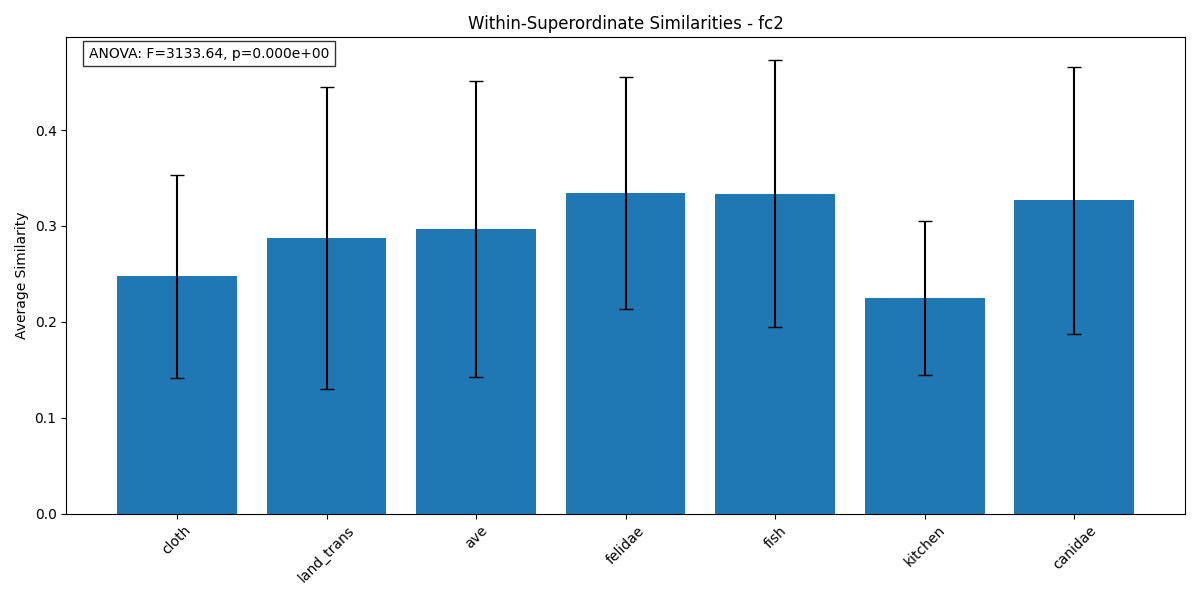 Within-Superordinate Similarities - fc2
ANOVA: F=3133.64, p=0.000e+00
Average Similarity
0.4
0.3
0.2
0.1
0.0
cloth
land_trans
ave
felidae
fish
kitchen
canidae